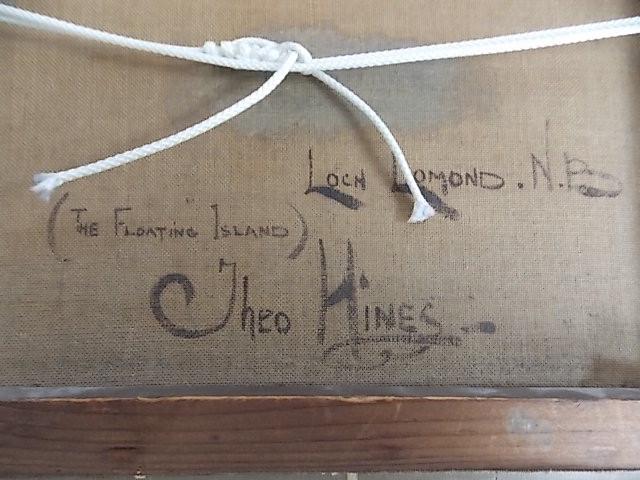 Loch Lomond. N.B
(The Floating Island)
Theo Hines